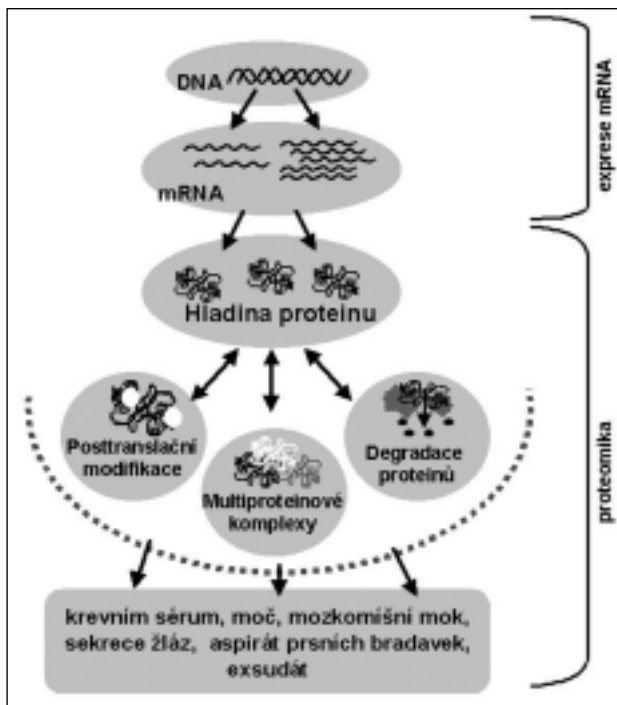 DNA
mRNA
Hladina proteinu
Posttranslační
modifikace
Multiproteinové
komplexy
Degradace
proteinů
krevním sérum, moč, mozkomíšní mok,
sekrece žláz, aspirát prsních bradavek,
exsudát
exprese mRNA
proteomika